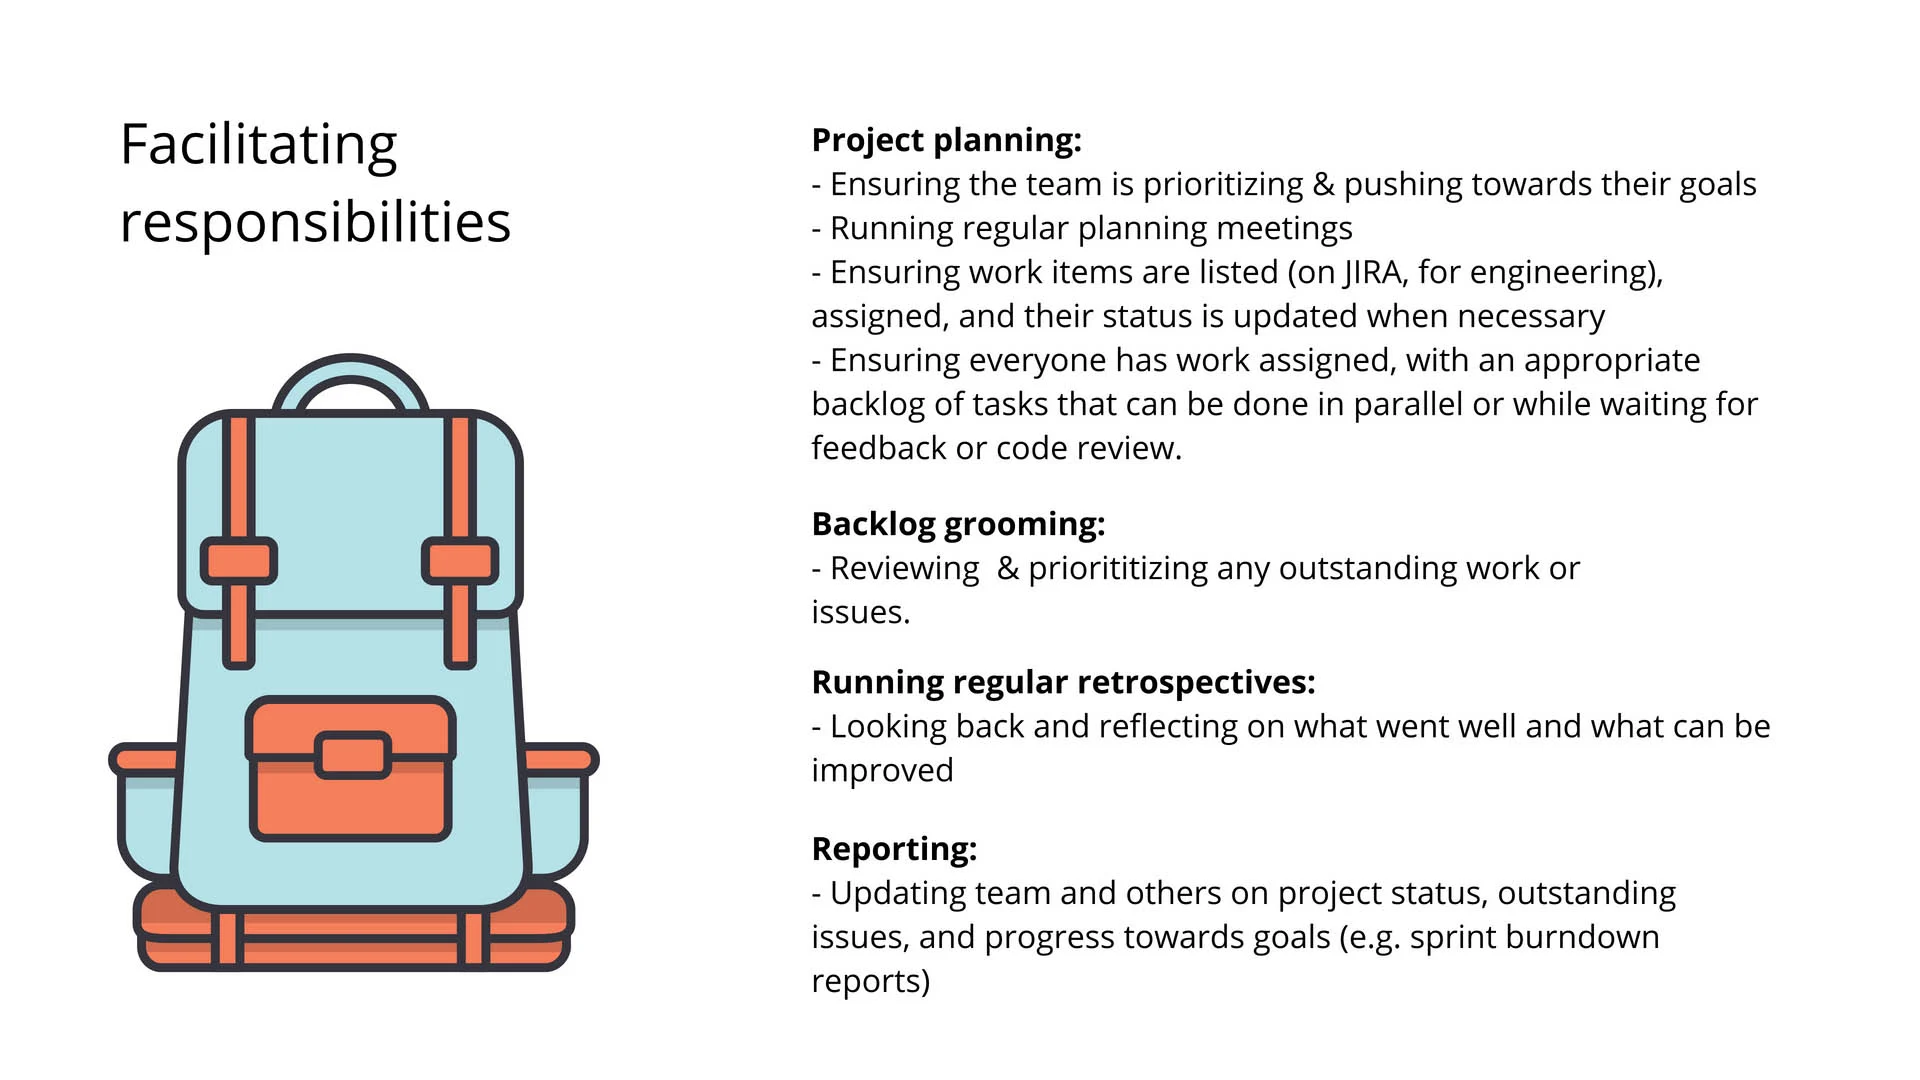 Facilitating
responsibilities
Project planning:
- Ensuring the team is prioritizing & pushing towards their goals
- Running regular planning meetings
- Ensuring work items are listed (on JIRA, for engineering),
assigned, and their status is updated when necessary
- Ensuring everyone has work assigned, with an appropriate
backlog of tasks that can be done in parallel or while waiting for
feedback or code review.
Backlog grooming:
- Reviewing  & priorititizing any outstanding work or
issues.
Running regular retrospectives:
- Looking back and reflecting on what went well and what can be
improved
Reporting:
- Updating team and others on project status, outstanding
issues, and progress towards goals (e.g. sprint burndown
reports)